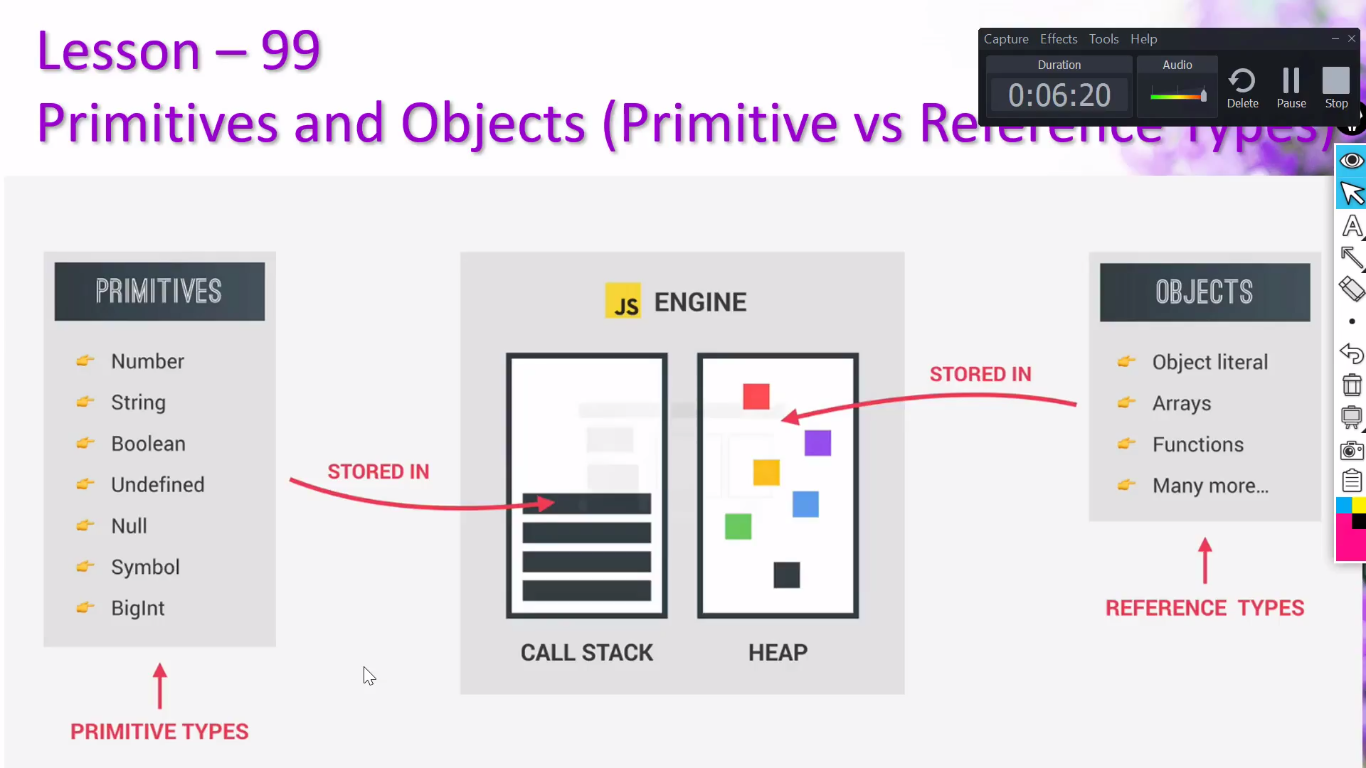 Lesson – 99
Primitives and Objects (Primitive vs Reference Types)
Capture Effects Tools Help
Duration
0:06:20
Audio
Delete
Pause
Stop
PRIMITIVES
Number
String
Boolean
Undefined
Null
Symbol
BigInt
PRIMITIVE TYPES
STORED IN
JS ENGINE
CALL STACK
HEAP
STORED IN
OBJECTS
Object literal
Arrays
Functions
Many more...
REFERENCE TYPES
A